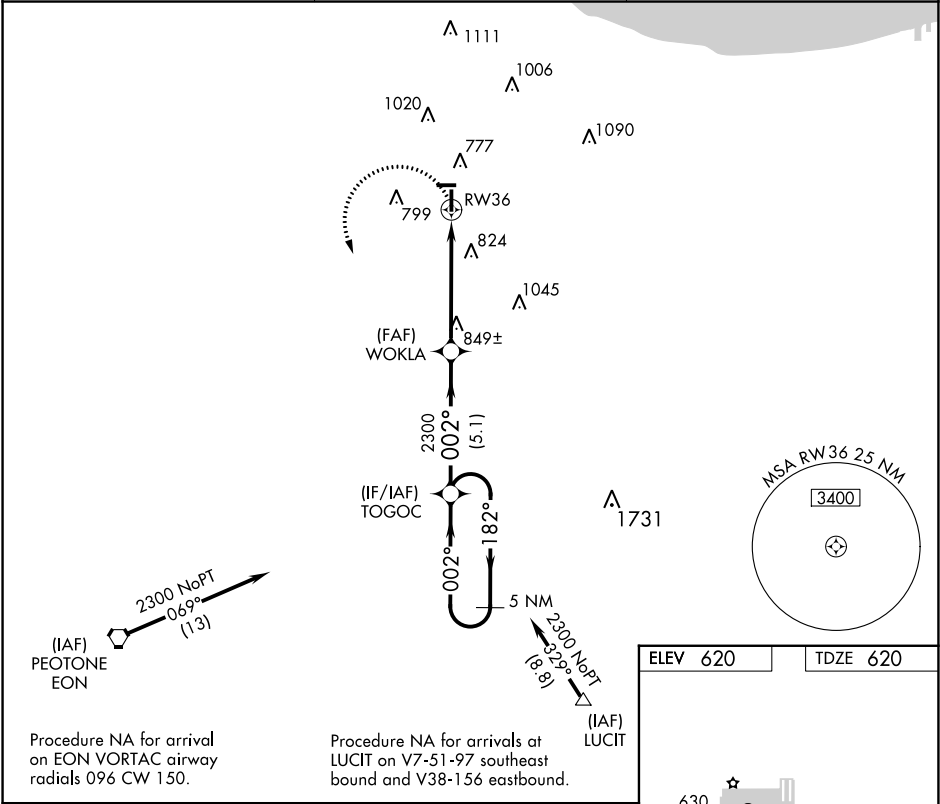 1111
1006
1020
1090
777
RW36
799
824
1045
849±
(FAF)
WOKLA
2300
002°
(5.1)
(IF/IAF)
TOGOC
182°
002°
1731
MSA RW36 25 NM
3400
2300 NoPT
069°
(13)
5 NM
2300 NoPT
329°
(8.8)
(IAF)
PEOTONE
EON
(IAF)
LUCIT
ELEV 620
TDZE 620
Procedure NA for arrival
on EON VORTAC airway
radials 096 CW 150.
Procedure NA for arrivals at
LUCIT on V7-51-97 southeast
bound and V38-156 eastbound.
630